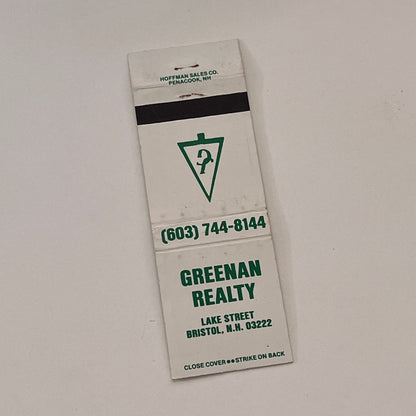 HOFFMAN SALES CO.
PENACOOK, NH
(603) 744-8144
GREENAN
REALTY
LAKE STREET
BRISTOL, N.H. 03222
CLOSE COVER●●STRIKE ON BACK